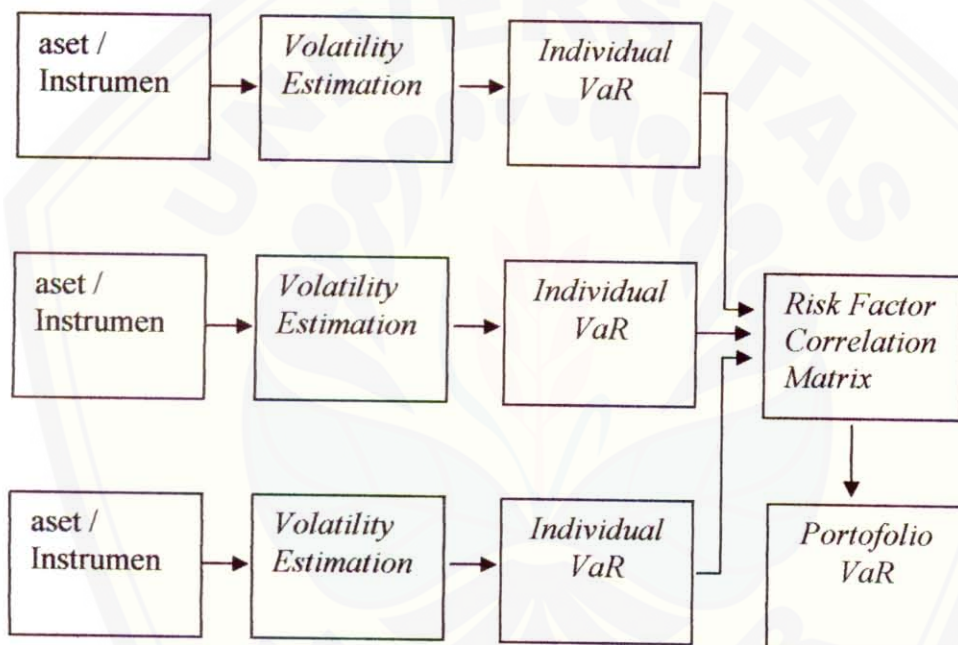 aset /
Instrumen
Volatility
Estimation
Individual
VaR
aset /
Instrumen
Volatility
Estimation
Individual
VaR
Risk Factor
Correlation
Matrix
aset /
Instrumen
Volatility
Estimation
Individual
VaR
Portofolio
VaR
UNIVERSITAS